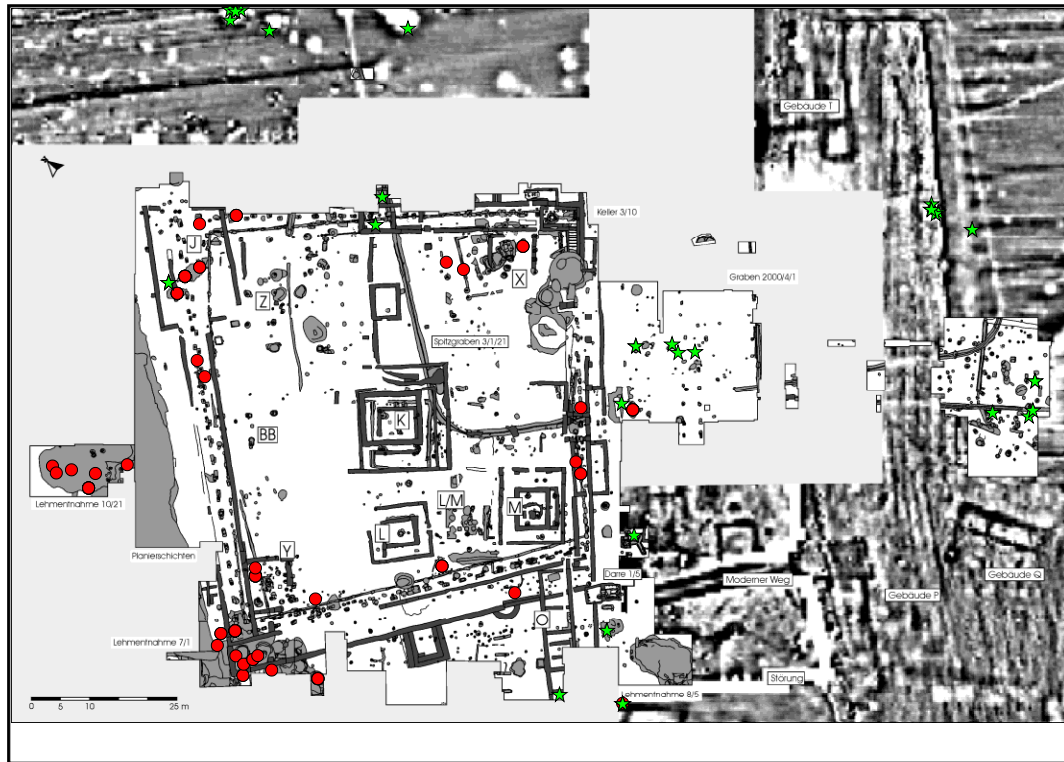 Gebäude T
Keller 3/10
J
X
Z
Graben 2000/4/1
Spitzgraben 3/1/21
K
BB
L/M
M
L
Lehmentnahme 10/21
Planierschichten
Y
Darre 1/5
Moderner Weg
Gebäude Q
Gebäude P
O
Lehmentnahme 7/1
Störung
Lehmentnahme 8/5
0 5 10 25 m